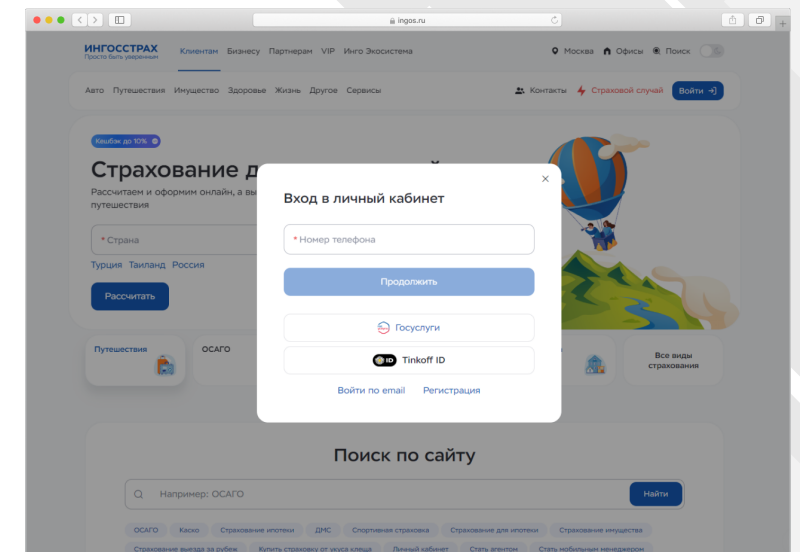 ingos.ru
ИНГОССТРАХ
Просто быть уверенным
Клиентам Бизнесу Партнерам VIP Инго Экосистема
Москва Офисы Поиск
Авто Путешествия Имущество Здоровье Жизнь Другое Сервисы
Контакты Страховой случай Войти
Кешбэк до 10%
Страхование д
Рассчитаем и оформим онлайн, а вы
путешествия
* Страна
Турция Таиланд Россия
Рассчитать
Вход в личный кабинет
* Номер телефона
Продолжить
Госуслуги
ID Tinkoff ID
Войти по email Регистрация
Путешествия
ОСАГО
Все виды
страхования
Поиск по сайту
Например: ОСАГО
Найти
ОСАГО Каско Страхование ипотеки ДМС Спортивная страховка Страхование для ипотеки Страхование имущества
Страхование выезда за рубеж Купить страховку от укуса клеща Личный кабинет Стать агентом Стать мобильным менеджером